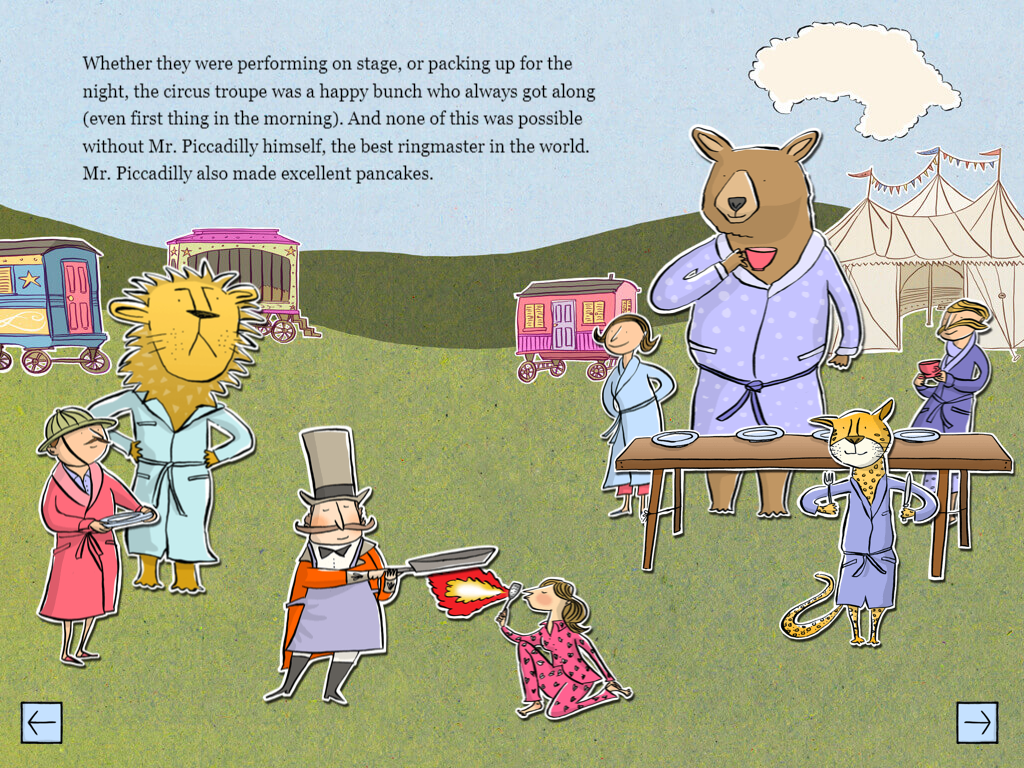 Whether they were performing on stage, or packing up for the
night, the circus troupe was a happy bunch who always got along
(even first thing in the morning). And none of this was possible
without Mr. Piccadilly himself, the best ringmaster in the world.
Mr. Piccadilly also made excellent pancakes.